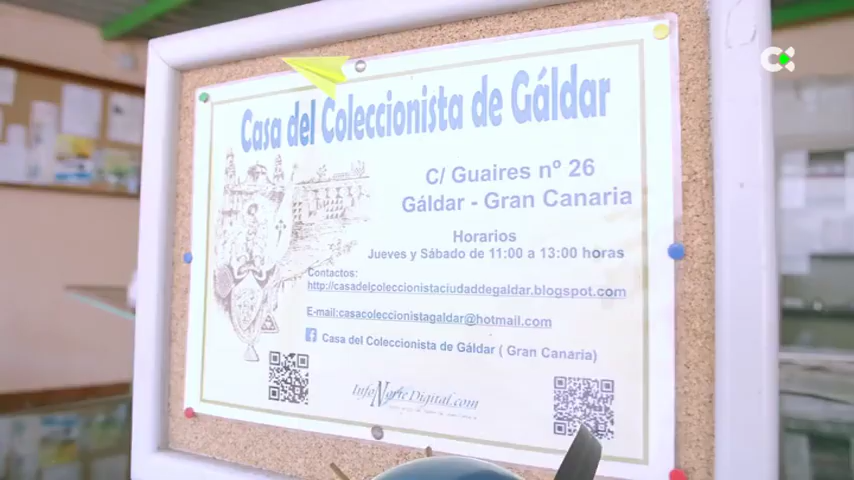 Casa del Coleccionista de Gáldar
C/ Guaires nº 26
Gáldar - Gran Canaria
Horarios
Jueves y Sábado de 11:00 a 13:00 horas
Contactos:
http://casadelcoleccionistaciudaddegaldar.blogspot.com
E-mail:casacoleccionistagaldar@hotmail.com
Casa del Coleccionista de Gáldar ( Gran Canaria)
InfoNorteDigital.com